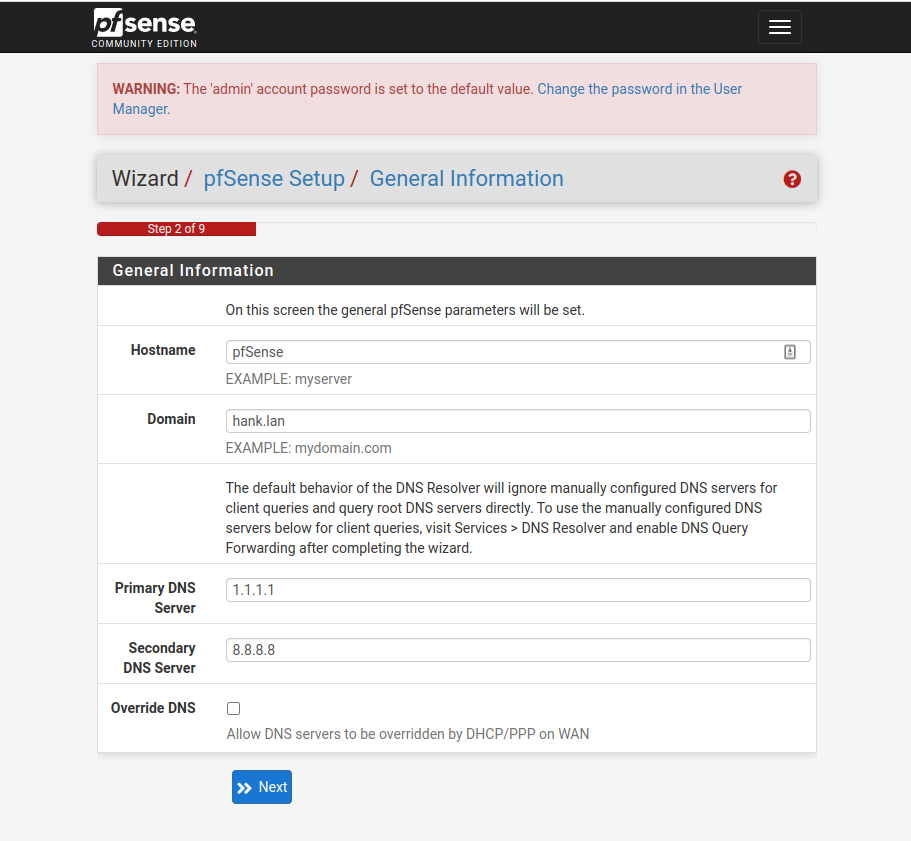 pfsense
COMMUNITY EDITION
WARNING: The 'admin' account password is set to the default value. Change the password in the User
Manager.
Wizard / pfSense Setup / General Information
Step 2 of 9
General Information
On this screen the general pfSense parameters will be set.
Hostname
pfSense
EXAMPLE: myserver
Domain
hank.lan
EXAMPLE: mydomain.com
The default behavior of the DNS Resolver will ignore manually configured DNS servers for
client queries and query root DNS servers directly. To use the manually configured DNS
servers below for client queries, visit Services > DNS Resolver and enable DNS Query
Forwarding after completing the wizard.
Primary DNS
Server
1.1.1.1
Secondary
DNS Server
8.8.8.8
Override DNS
Allow DNS servers to be overridden by DHCP/PPP on WAN
Next